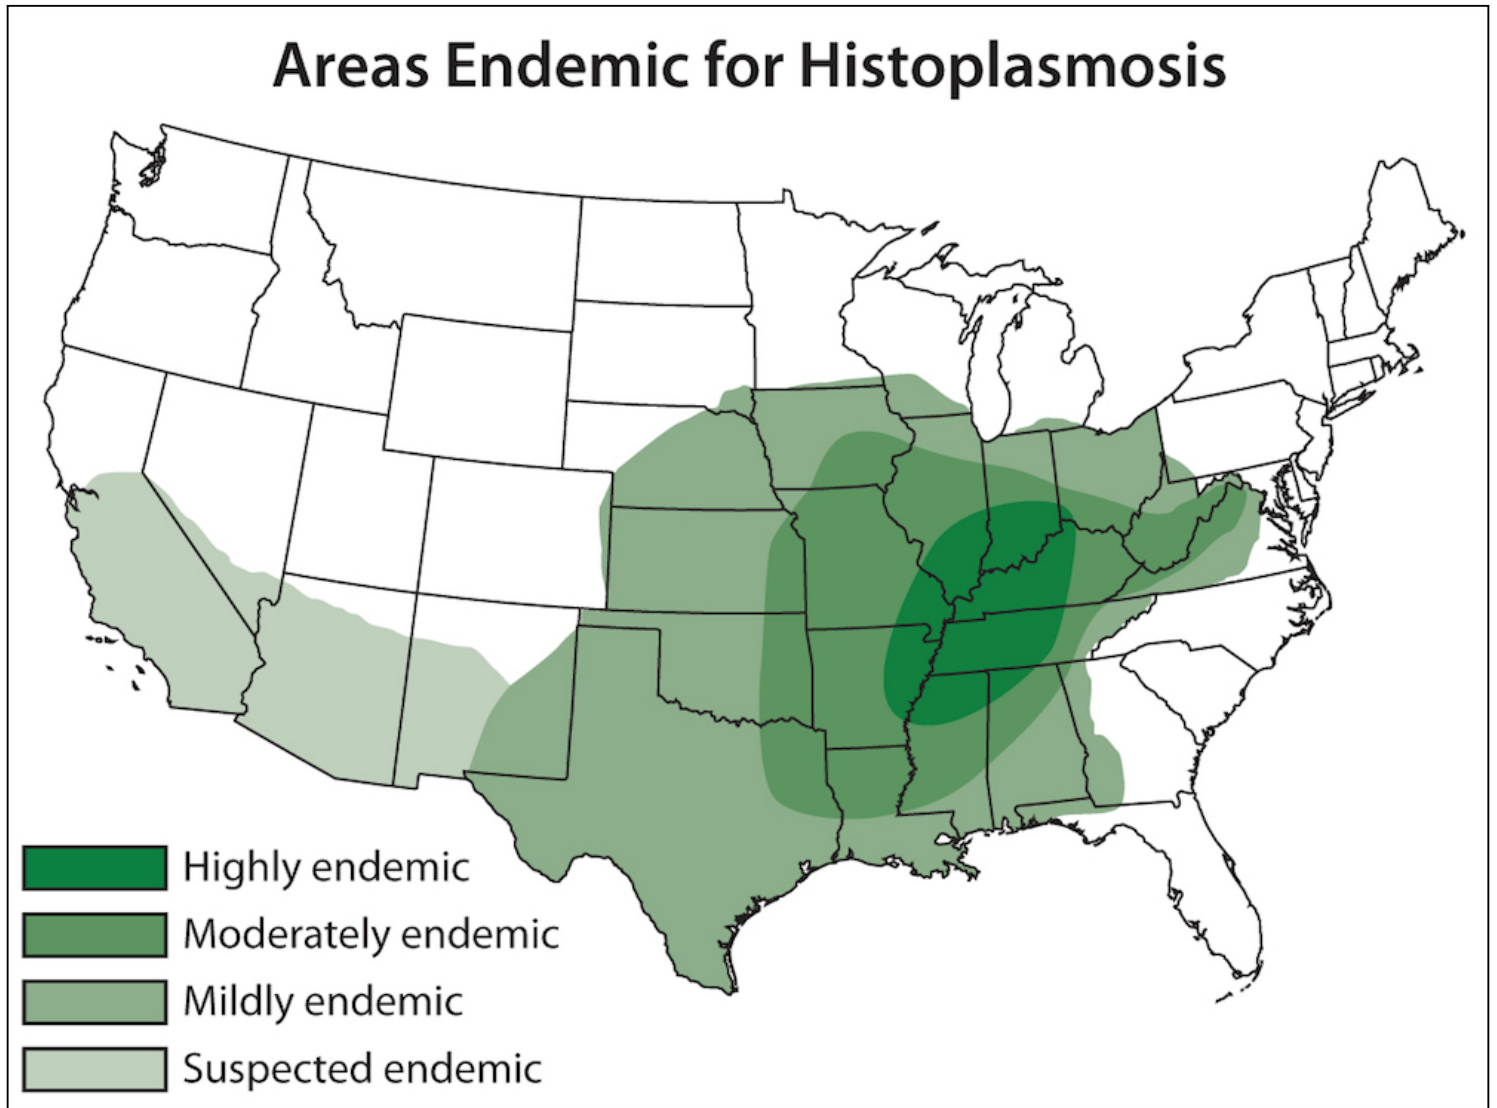 Areas Endemic for Histoplasmosis
Highly endemic
Moderately endemic
Mildly endemic
Suspected endemic